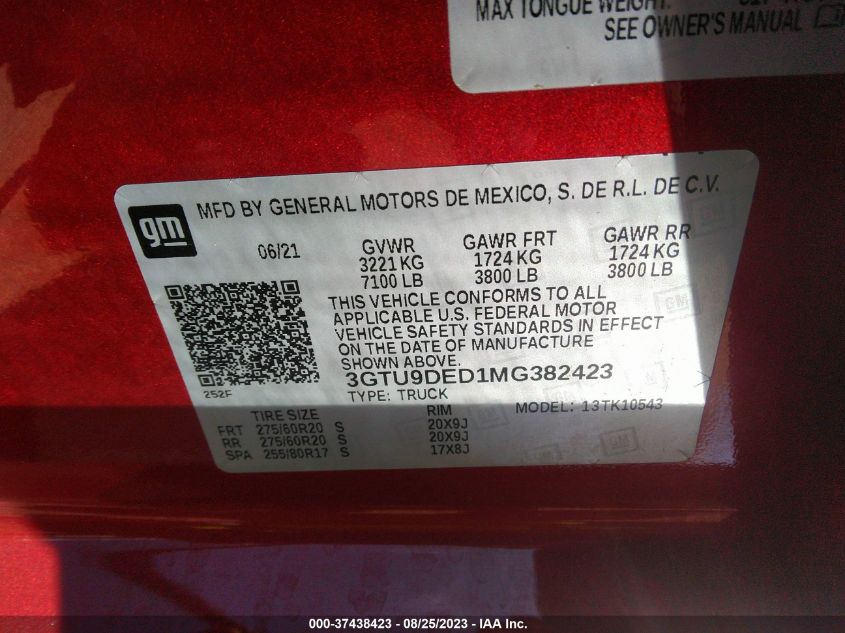 MAX TONGUE WEIGHT:
SEE OWNER'S MANUAL
gm
MFD BY GENERAL MOTORS DE MEXICO, S. DE R.L. DE C.V.
06/21 GVWR GAWR FRT GAWR RR
3221 KG 1724 KG 1724 KG
7100 LB 3800 LB 3800 LB
THIS VEHICLE CONFORMS TO ALL
APPLICABLE U.S. FEDERAL MOTOR
VEHICLE SAFETY STANDARDS IN EFFECT
ON THE DATE OF MANUFACTURE
SHOWN ABOVE.
252F
3GTU9DED1MG382423
TYPE: TRUCK MODEL: 13TK10543
TIRE SIZE RIM
FRT 275/60R20 S 20X9J
RR 275/60R20 S 20X9J
SPA 255/80R17 S 17X8J
GM
GM
GM
000-37438423 - 08/25/2023 - IAA Inc.